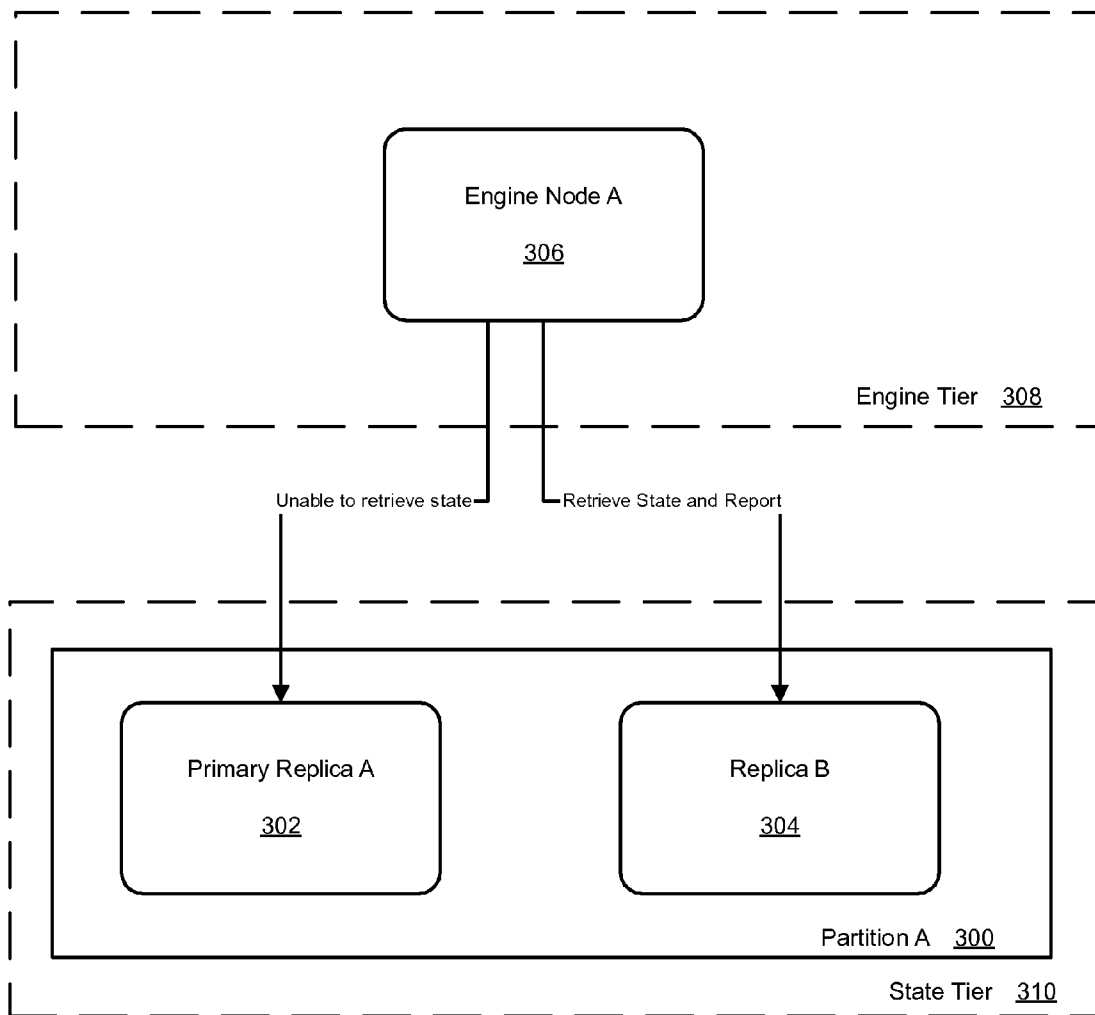 Engine Node A
306
Engine Tier 308
Unable to retrieve state
Retrieve State and Report
Primary Replica A
302
Replica B
304
Partition A 300
State Tier 310